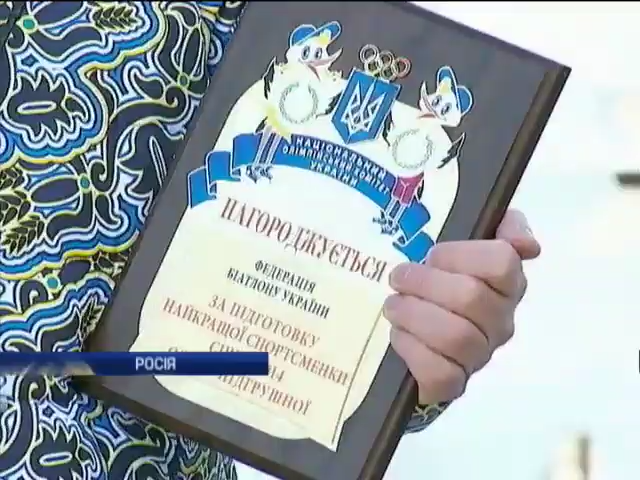 НАЦІОНАЛЬНИЙ
ОЛІМПІЙСЬКИЙ КОМІТЕТ
УКРАЇНИ
НАГОРОДЖУЄТЬСЯ
ФЕДЕРАЦІЯ
БІАТЛОНУ УКРАЇНИ
ЗА ПІДГОТОВКУ
НАЙКРАЩОЇ СПОРТСМЕНКИ
ПІДГРУШНОЇ
РОСІЯ